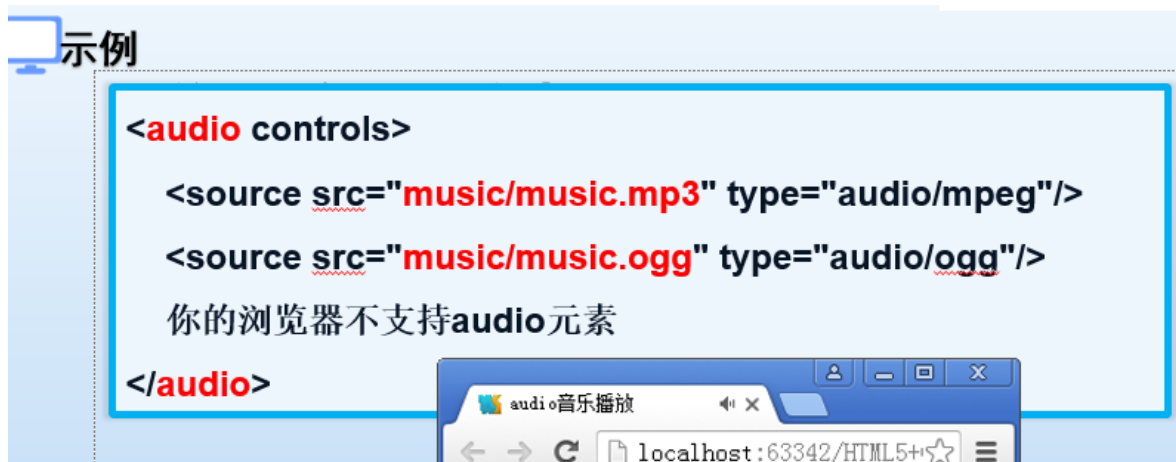 示例
<audio controls>
<source src="music/music.mp3" type="audio/mpeg"/>
<source src="music/music.ogg" type="audio/ogg"/>
你的浏览器不支持audio元素
</audio>
audio音乐播放
localhost:63342/HTML5+